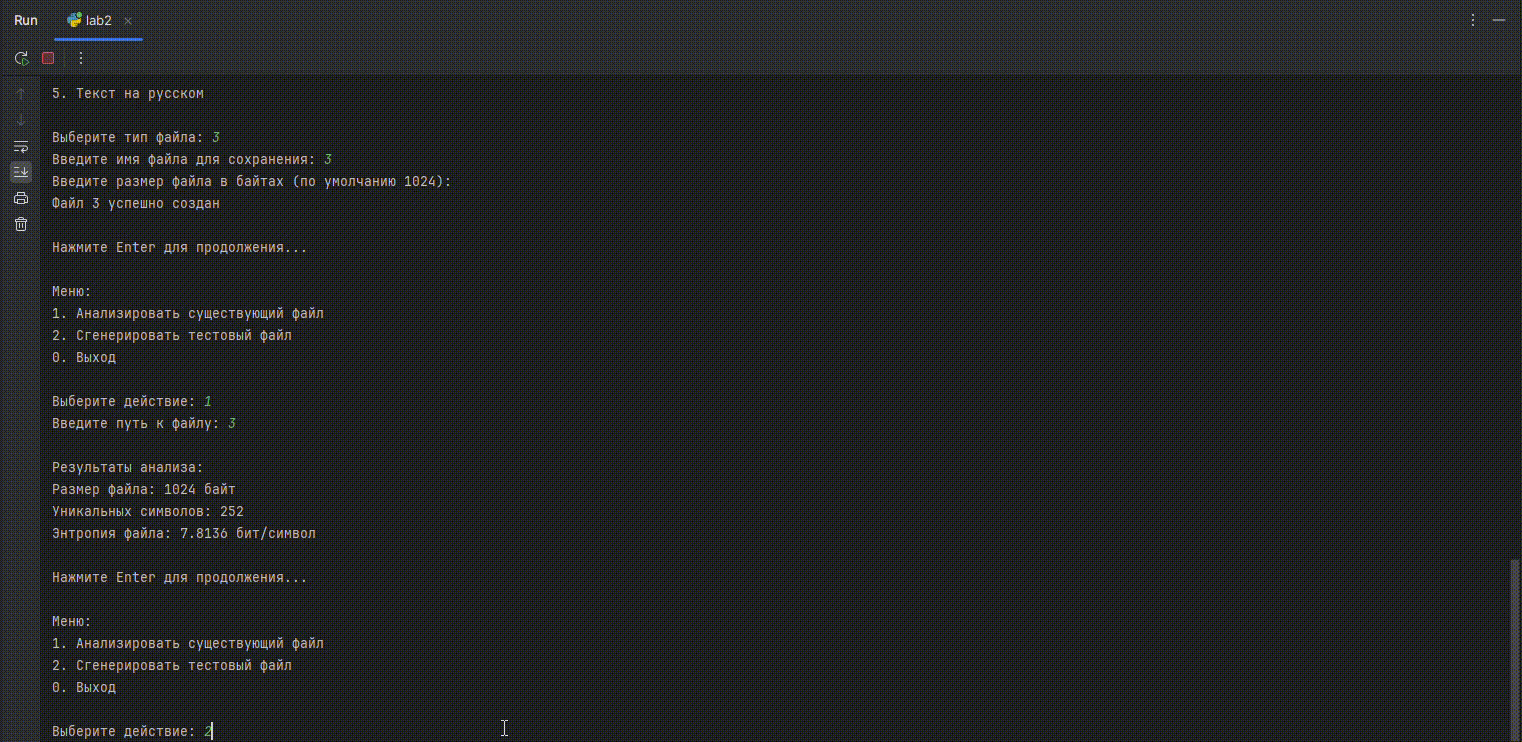 Run lab2
5. Текст на русском
Выберите тип файла: 3
Введите имя файла для сохранения: 3
Введите размер файла в байтах (по умолчанию 1024):
Файл 3 успешно создан
Нажмите Enter для продолжения...
Меню:
1. Анализировать существующий файл
2. Сгенерировать тестовый файл
0. Выход
Выберите действие: 1
Введите путь к файлу: 3
Результаты анализа:
Размер файла: 1024 байт
Уникальных символов: 252
Энтропия файла: 7.8136 бит/символ
Нажмите Enter для продолжения...
Меню:
1. Анализировать существующий файл
2. Сгенерировать тестовый файл
0. Выход
Выберите действие: 2